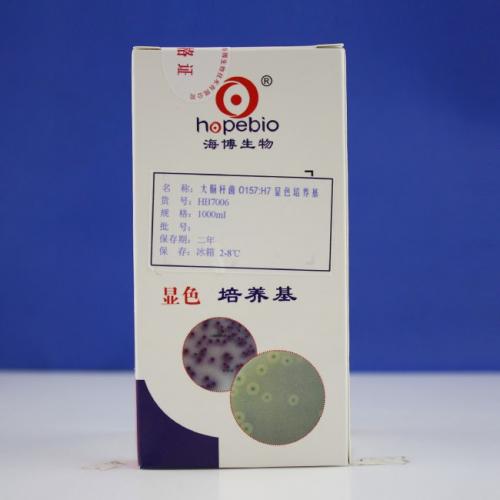 格证
hopebio®
海博生物
名 称: 大肠杆菌 O157:H7 显色培养基
货 号: HB7006
规 格: 1000ml
批 号:
保存期: 二年
保 存: 冰箱 2-8℃
显色 培养基